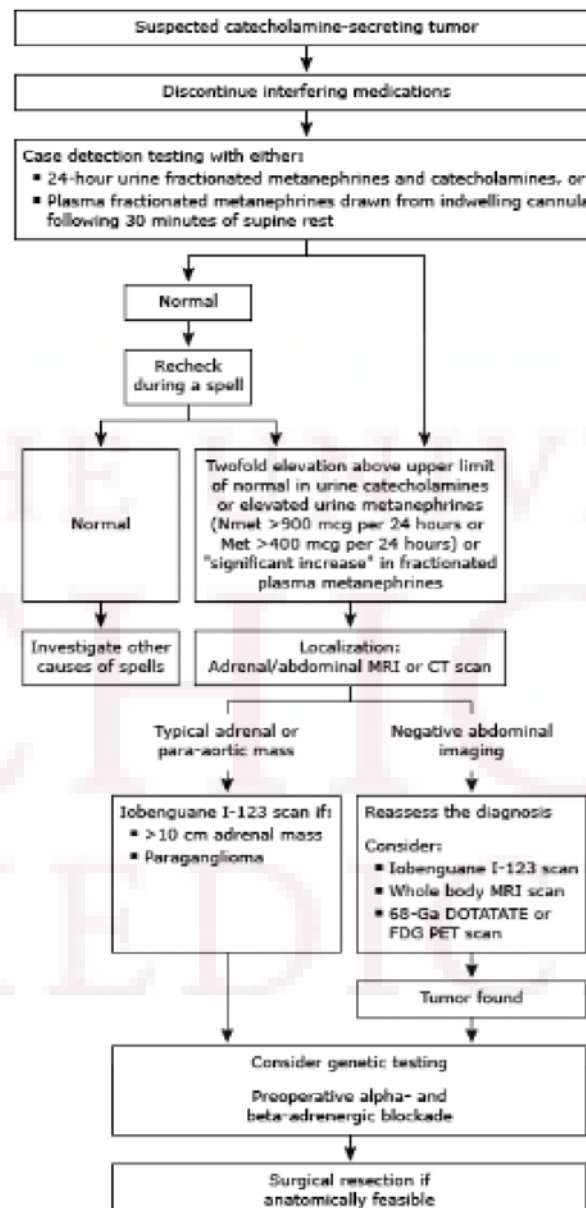 Suspected catecholamine-secreting tumor
Discontinue interfering medications
Case detection testing with either:
▪ 24-hour urine fractionated metanephrines and catecholamines, or
▪ Plasma fractionated metanephrines drawn from indwelling cannula
following 30 minutes of supine rest
Normal
Recheck
during a spell
Normal
Twofold elevation above upper limit
of normal in urine catecholamines
or elevated urine metanephrines
(Nmet >900 mcg per 24 hours or
Met >400 mcg per 24 hours) or
"significant increase" in fractionated
plasma metanephrines
Investigate other
causes of spells
Localization:
Adrenal/abdominal MRI or CT scan
Typical adrenal or
para-aortic mass
Negative abdominal
imaging
Iobenguane I-123 scan if:
▪ >10 cm adrenal mass
▪ Paraganglioma
Reassess the diagnosis
Consider:
▪ Iobenguane I-123 scan
▪ Whole body MRI scan
▪ 68-Ga DOTATATE or
FDG PET scan
Tumor found
Consider genetic testing
Preoperative alpha- and
beta-adrenergic blockade
Surgical resection if
anatomically feasible